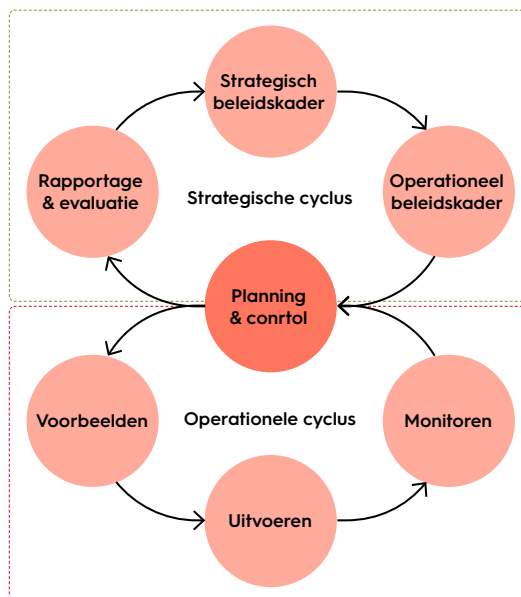 Strategisch
beleidskader
Rapportage
& evaluatie
Strategische cyclus
Operationeel
beleidskader
Planning
& conrtol
Voorbeelden
Operationele cyclus
Monitoren
Uitvoeren